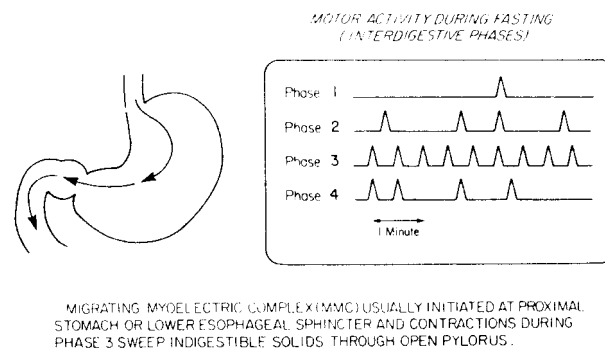 MOTOR ACTIVITY DURING FASTING
(INTERDIGESTIVE PHASES)
Phase 1
Phase 2
Phase 3
Phase 4
1 Minute
MIGRATING MYOELECTRIC COMPLEX (MMC) USUALLY INITIATED AT PROXIMAL
STOMACH OR LOWER ESOPHAGEAL SPHINCTER AND CONTRACTIONS DURING
PHASE 3 SWEEP INDIGESTIBLE SOLIDS THROUGH OPEN PYLORUS.